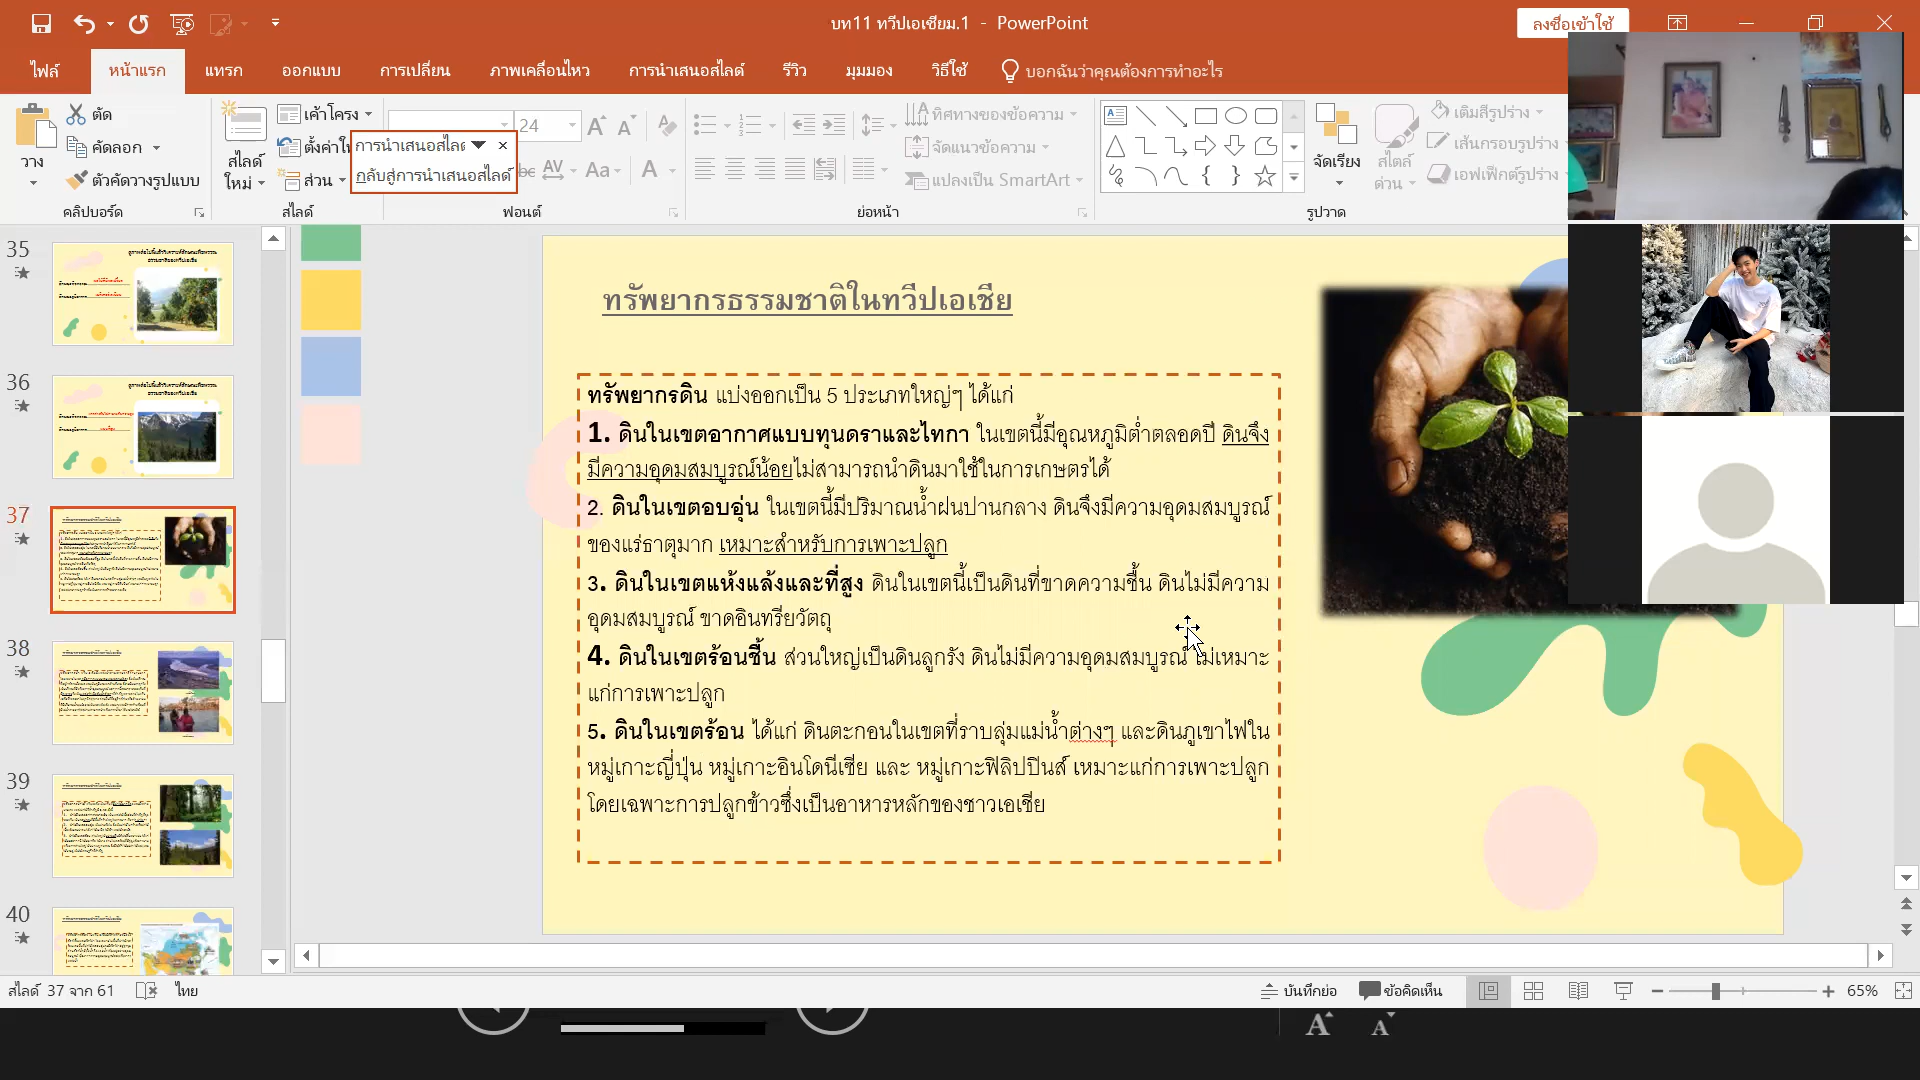 บท11 ทวีปเอเซียม.1 - PowerPoint
ลงชื่อเข้าใช้
ไฟล์ หน้าแรก แทรก ออกแบบ การเปลี่ยน ภาพเคลื่อนไหว การนำเสนอสไลด์ รีวิว มุมมอง วิธีใช้ บอกฉันว่าคุณต้องการทำอะไร
วาง
ตัด
คัดลอก
ตัวคัดวางรูปแบบ
คลิปบอร์ด
สไลด์ใหม่
เค้าโครง
ส่วน
สไลด์
การนำเสนอสไลด์
กลับสู่การนำเสนอสไลด์
24
ฟอนต์
ทิศทางของข้อความ
จัดแนวข้อความ
แปลงเป็น SmartArt
ย่อหน้า
จัดเรียง
สไตล์ด่วน
เติมสีรูปร่าง
เส้นกรอบรูปร่าง
เอฟเฟ็กต์รูปร่าง
รูปวาด
35
36
37
38
39
40
ทรัพยากรธรรมชาติในทวีปเอเชีย
ทรัพยากรดิน แบ่งออกเป็น 5 ประเภทใหญ่ๆ ได้แก่
1. ดินในเขตอากาศแบบทุนดราและไทกา ในเขตนี้มีอุณหภูมิต่ำตลอดปี ดินจึง
มีความอุดมสมบูรณ์น้อยไม่สามารถนำดินมาใช้ในการเกษตรได้
2. ดินในเขตอบอุ่น ในเขตนี้มีปริมาณน้ำฝนปานกลาง ดินจึงมีความอุดมสมบูรณ์
ของแร่ธาตุมาก เหมาะสำหรับการเพาะปลูก
3. ดินในเขตแห้งแล้งและที่สูง ดินในเขตนี้เป็นดินที่ขาดความชื้น ดินไม่มีความ
อุดมสมบูรณ์ ขาดอินทรี่ยวัตถุ
4. ดินในเขตร้อนชื้น ส่วนใหญ่เป็นดินลูกรัง ดินไม่มีความอุดมสมบูรณ์ ไม่เหมาะ
แก่การเพาะปลูก
5. ดินในเขตร้อน ได้แก่ ดินตะกอนในเขตที่ราบลุ่มแม่น้ำต่างๆ และดินภูเขาไฟใน
หมู่เกาะญี่ปุ่น หมู่เกาะอินโดนีเซีย และ หมู่เกาะฟิลิปปินส์ เหมาะแก่การเพาะปลูก
โดยเฉพาะการปลูกข้าวซึ่งเป็นอาหารหลักของชาวเอเชีย
สไลด์ 37 จาก 61 ไทย บันทึกย่อ ข้อคิดเห็น 65%